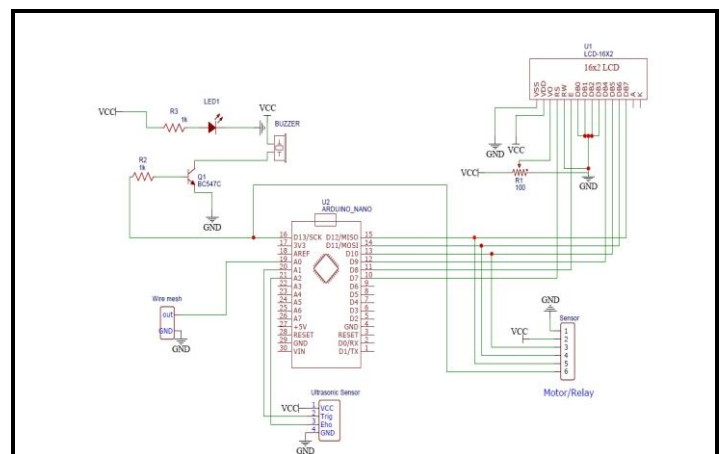 U1
LCD-16X2
16x2 LCD
VSS
VDD
VO
RS
RW
E
DB0
DB1
DB2
DB3
DB4
DB5
DB6
DB7
A
K
VCC
R3
1k
LED1
VCC
BUZZER
R2
1k
Q1
BC547C
GND
GND
VCC
VCC
R1
100
GND
U2
ARDUINO_NANO
16 D13/SCK D12/MISO 15
17 3V3 D11/MOSI 14
18 AREF D10 13
19 A0 D9 12
20 A1 D8 11
21 A2 D7 10
22 A3 D6 9
23 A4 D5 8
24 A5 D4 7
25 A6 D3 6
26 A7 D2 5
27 +5V GND 4
28 RESET RESET 3
29 GND D0/RX 2
30 VIN D1/TX 1
Wire mesh
out
GND
GND
GND
Sensor
VCC
1
2
3
4
5
6
Motor/Relay
Ultrasonic Sensor
VCC 1 VCC
2 Trig
3 Eho
4 GND
GND